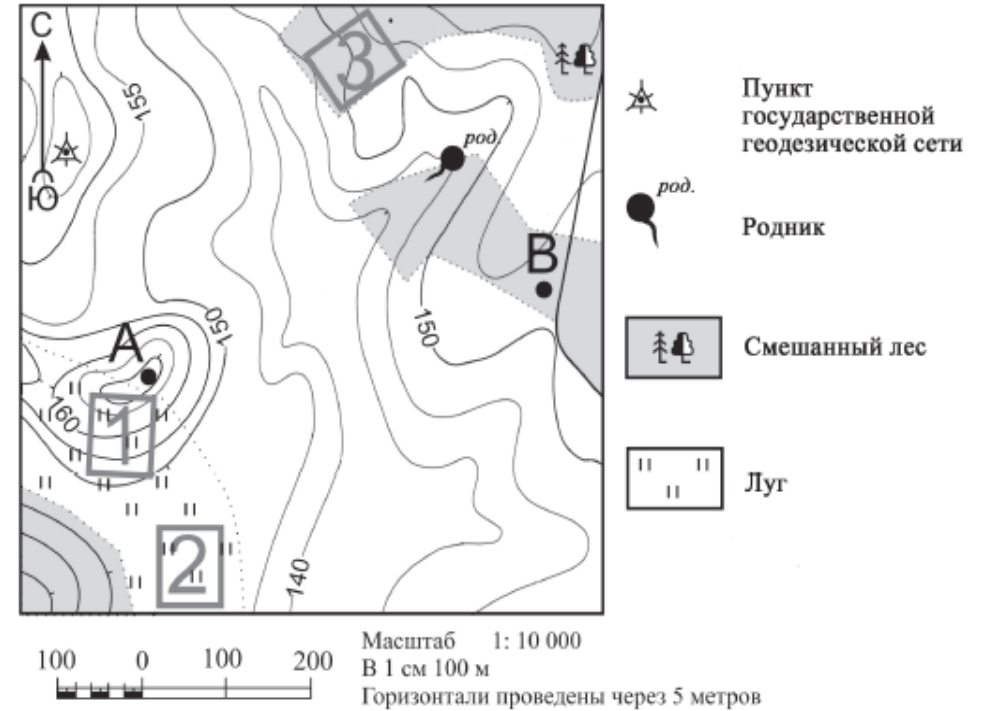 С
Ю
155
3
род.
В
150
150
А
160
1
2
140
Пункт
государственной
геодезической сети
род.
Родник
Смешанный лес
Луг
100 0 100 200
Масштаб 1: 10 000
В 1 см 100 м
Горизонтали проведены через 5 метров